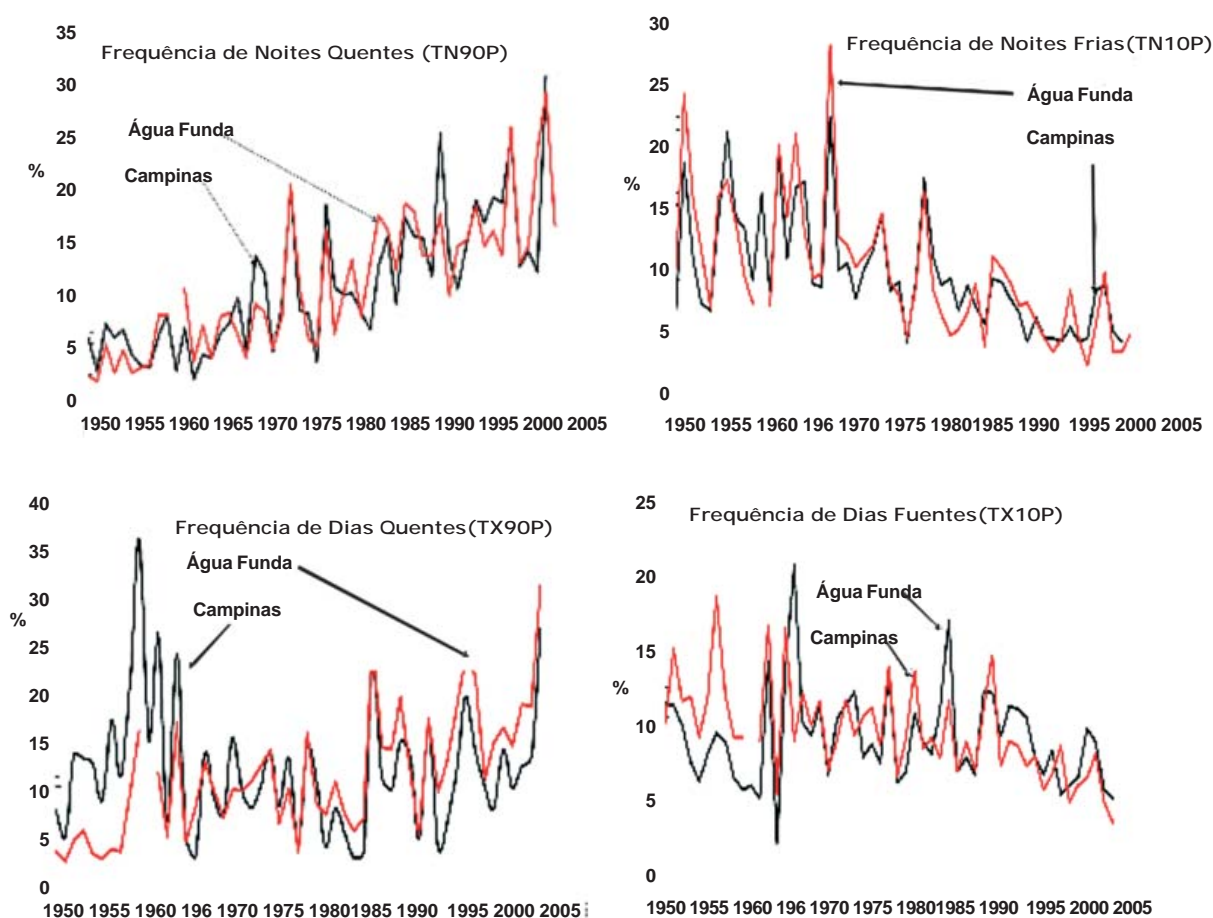 Frequência de Noites Quentes (TN90P)
35
30
25
%
20
15
10
5
0
Água Funda
Campinas
1950 1955 1960 1965 1970 1975 1980 1985 1990 1995 2000 2005
Frequência de Noites Frias(TN10P)
30
25
20
%
15
10
5
0
Água Funda
Campinas
1950 1955 1960 196 1970 1975 19801985 1990 1995 2000 2005
Frequência de Dias Quentes(TX90P)
40
35
30
%
25
20
15
10
5
0
Água Funda
Campinas
1950 1955 1960 196 1970 1975 1980 1985 1990 1995 2000 2005
Frequência de Dias Fuentes(TX10P)
25
20
15
%
10
5
0
Água Funda
Campinas
1950 1955 1960 196 1970 1975 1980 1985 1990 1995 2000 2005